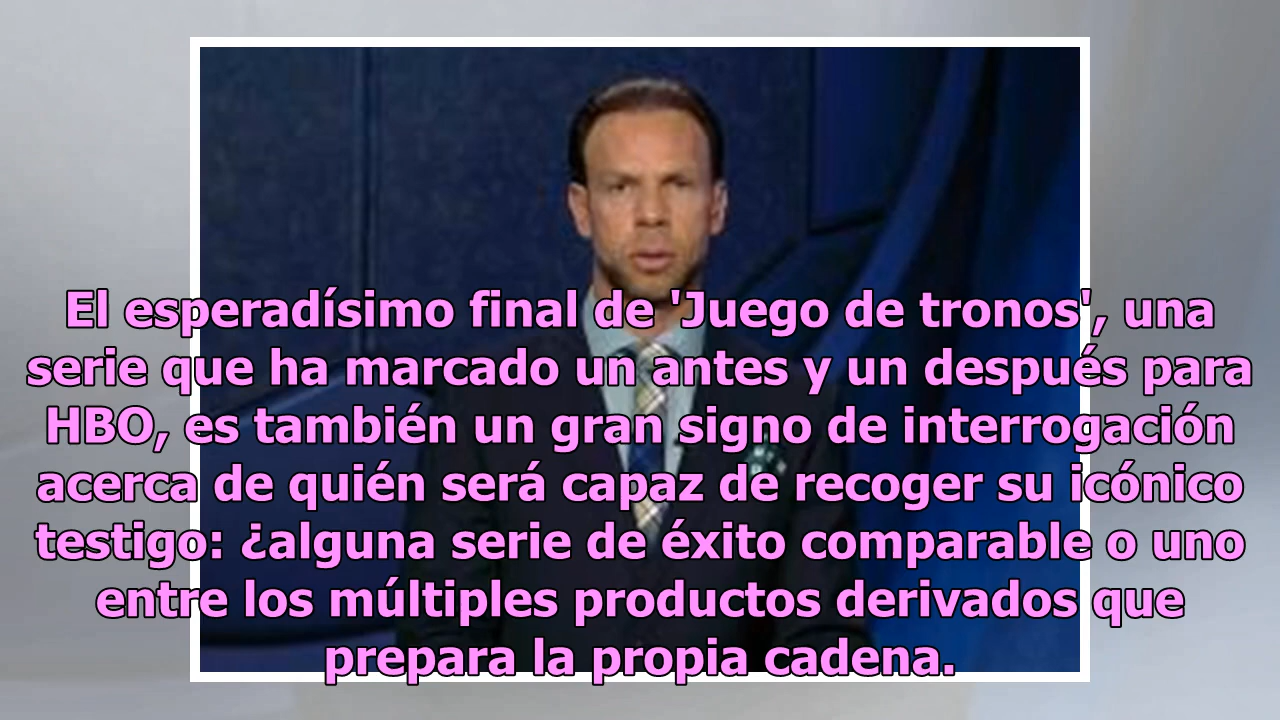 El esperadísimo final de 'Juego de tronos', una
serie que ha marcado un antes y un después para
HBO, es también un gran signo de interrogación
acerca de quién será capaz de recoger su icónico
testigo: ¿alguna serie de éxito comparable o uno
entre los múltiples productos derivados que
prepara la propia cadena.